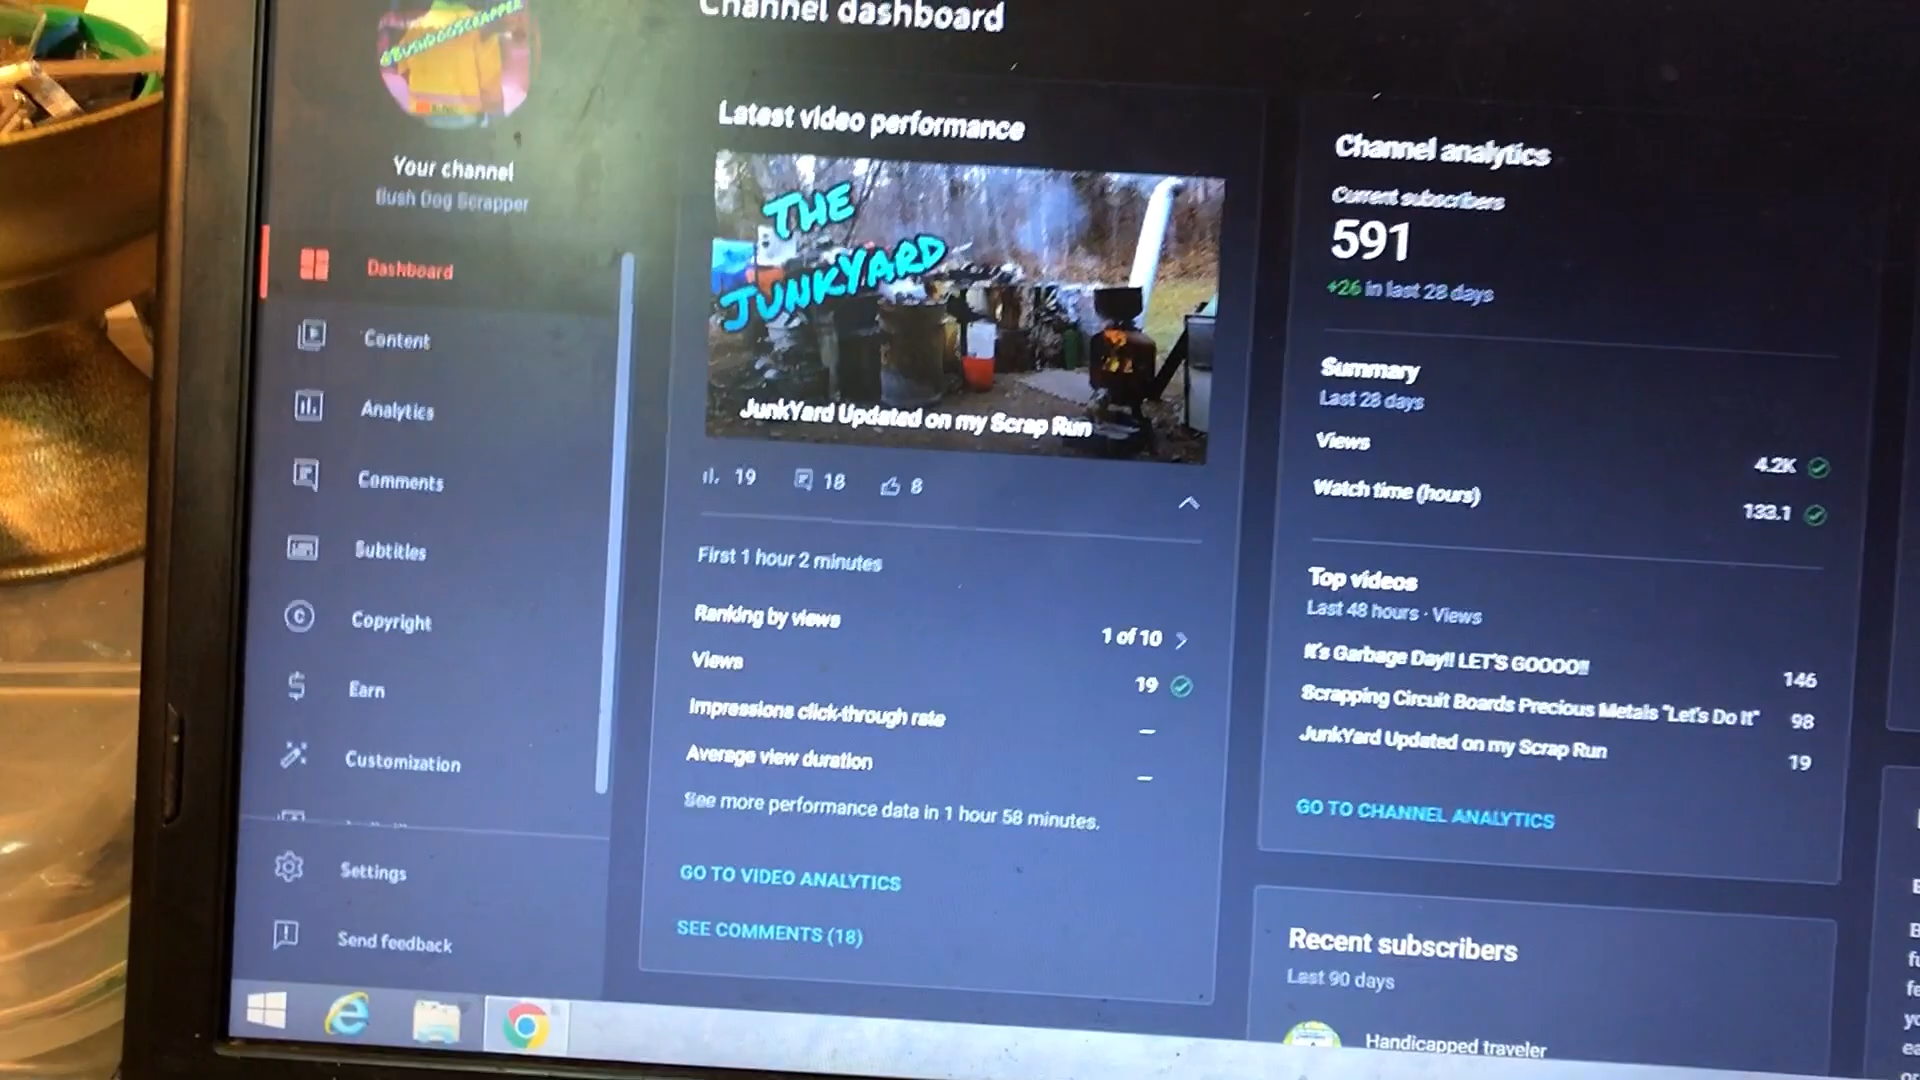 Channel dashboard
@BUSHDOGSCRAPPER
Your channel
Bush Dog Scrapper
Dashboard
Content
Analytics
Comments
Subtitles
Copyright
Earn
Customization
Settings
Send feedback
Latest video performance
THE
JUNKYARD
JunkYard Updated on my Scrap Run
19 18 8
First 1 hour 2 minutes
Ranking by views 1 of 10
Views 19
Impressions click-through rate —
Average view duration —
See more performance data in 1 hour 58 minutes.
GO TO VIDEO ANALYTICS
SEE COMMENTS (18)
Channel analytics
Current subscribers
591
+26 in last 28 days
Summary
Last 28 days
Views 4.2K
Watch time (hours) 133.1
Top videos
Last 48 hours · Views
It's Garbage Day!! LET'S GOOOO!! 146
Scrapping Circuit Boards Precious Metals "Let's Do It" 98
JunkYard Updated on my Scrap Run 19
GO TO CHANNEL ANALYTICS
Recent subscribers
Last 90 days
Handicapped traveler